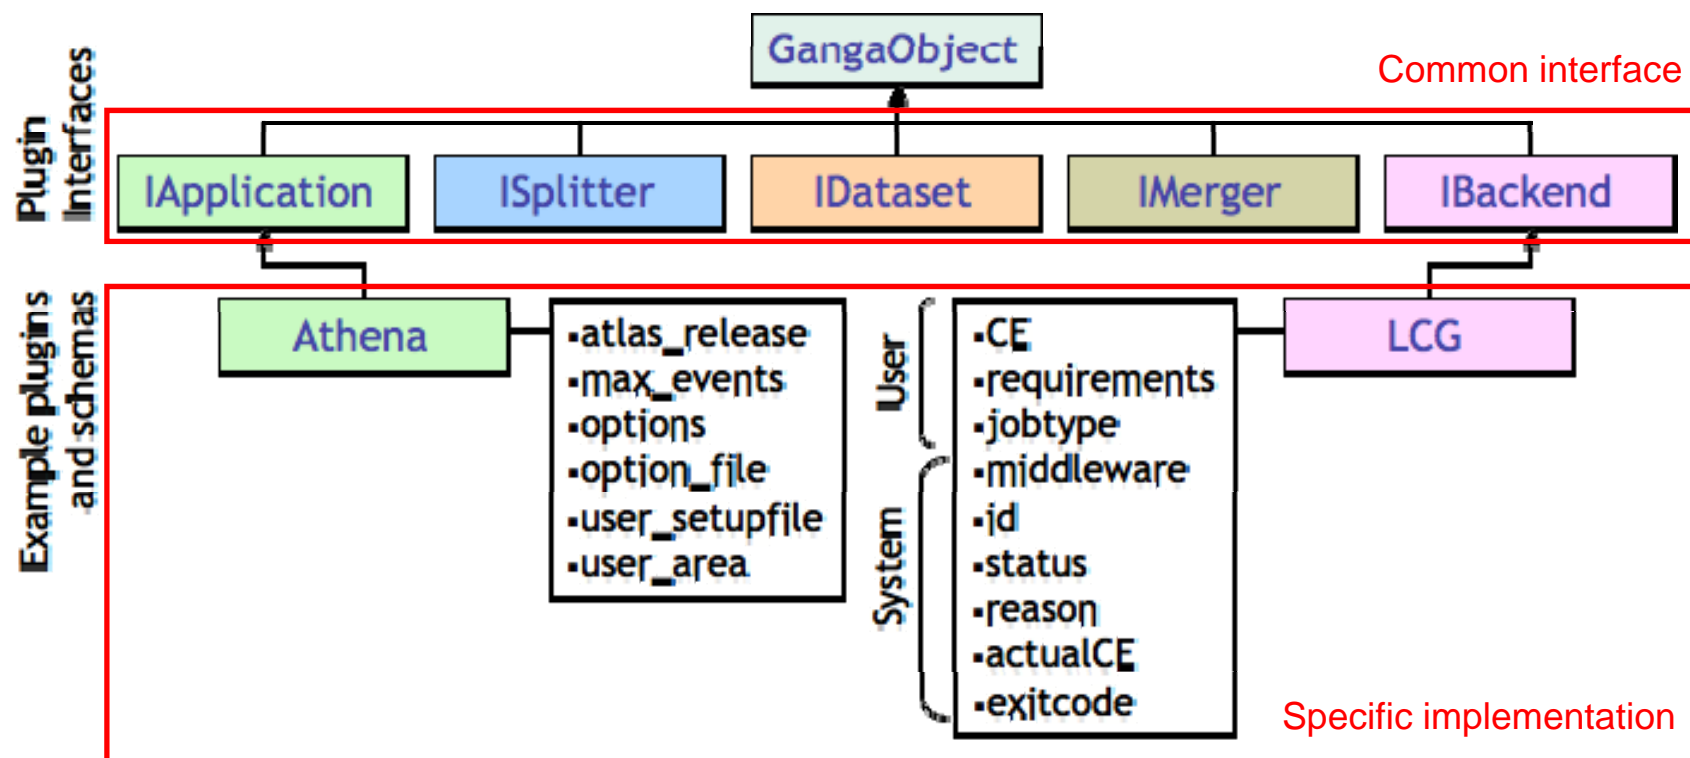 GangaObject
Common interface
Plugin
Interfaces
IApplication
ISplitter
IDataset
IMerger
IBackend
Example plugins
and schemas
Athena
▪atlas_release
▪max_events
▪options
▪option_file
▪user_setupfile
▪user_area
User
System
▪CE
▪requirements
▪jobtype
▪middleware
▪id
▪status
▪reason
▪actualCE
▪exitcode
LCG
Specific implementation